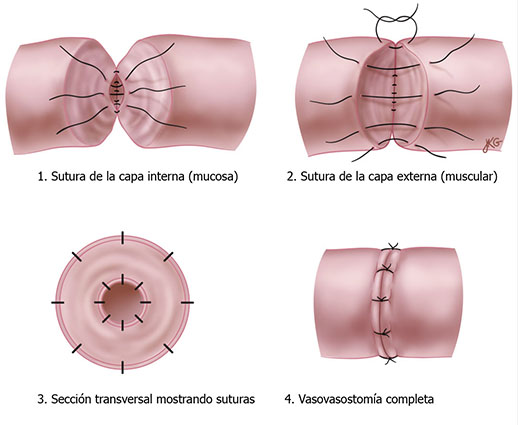 1. Sutura de la capa interna (mucosa)
2. Sutura de la capa externa (muscular)
JKG
3. Sección transversal mostrando suturas
4. Vasovasostomía completa